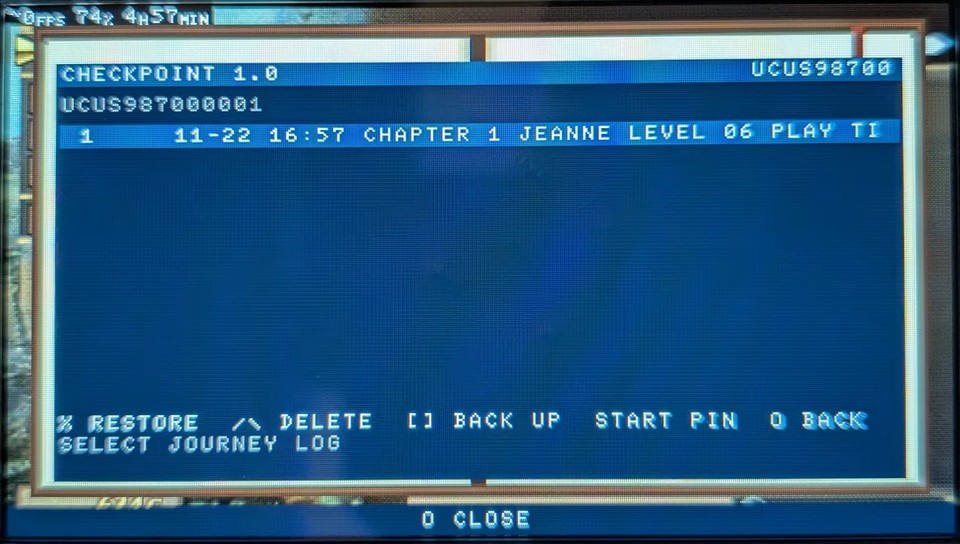 ~0FPS 74% 4H57MIN
CHECKPOINT 1.0 UCUS98700
UCUS987000001
1 11-22 16:57 CHAPTER 1 JEANNE LEVEL 06 PLAY TI
% RESTORE /\ DELETE [] BACK UP START PIN O BACK
SELECT JOURNEY LOG
O CLOSE